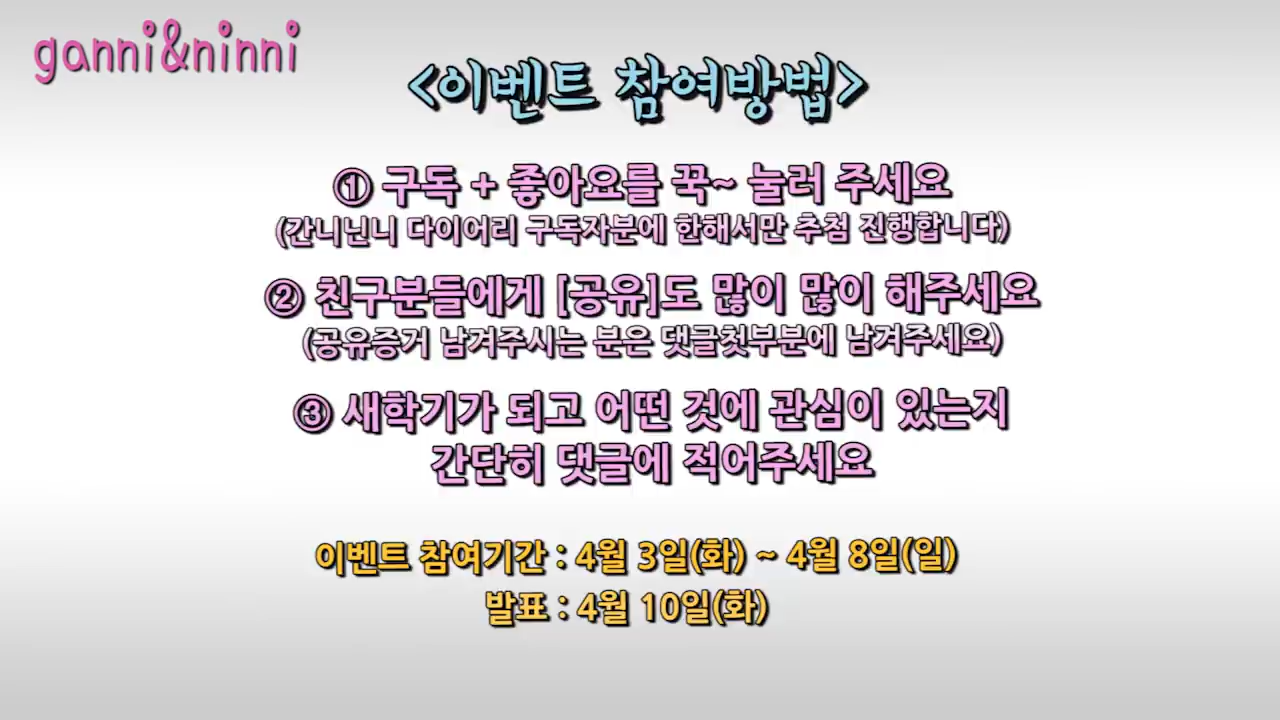 ganni&ninni
<이벤트 참여방법>
① 구독 + 좋아요를 꾹~ 눌러 주세요
(간니닌니 다이어리 구독자분에 한해서만 추첨 진행합니다)
② 친구분들에게 [공유]도 많이 많이 해주세요
(공유증거 남겨주시는 분은 댓글첫부분에 남겨주세요)
③ 새학기가 되고 어떤 것에 관심이 있는지
간단히 댓글에 적어주세요
이벤트 참여기간 : 4월 3일(화) ~ 4월 8일(일)
발표 : 4월 10일(화)